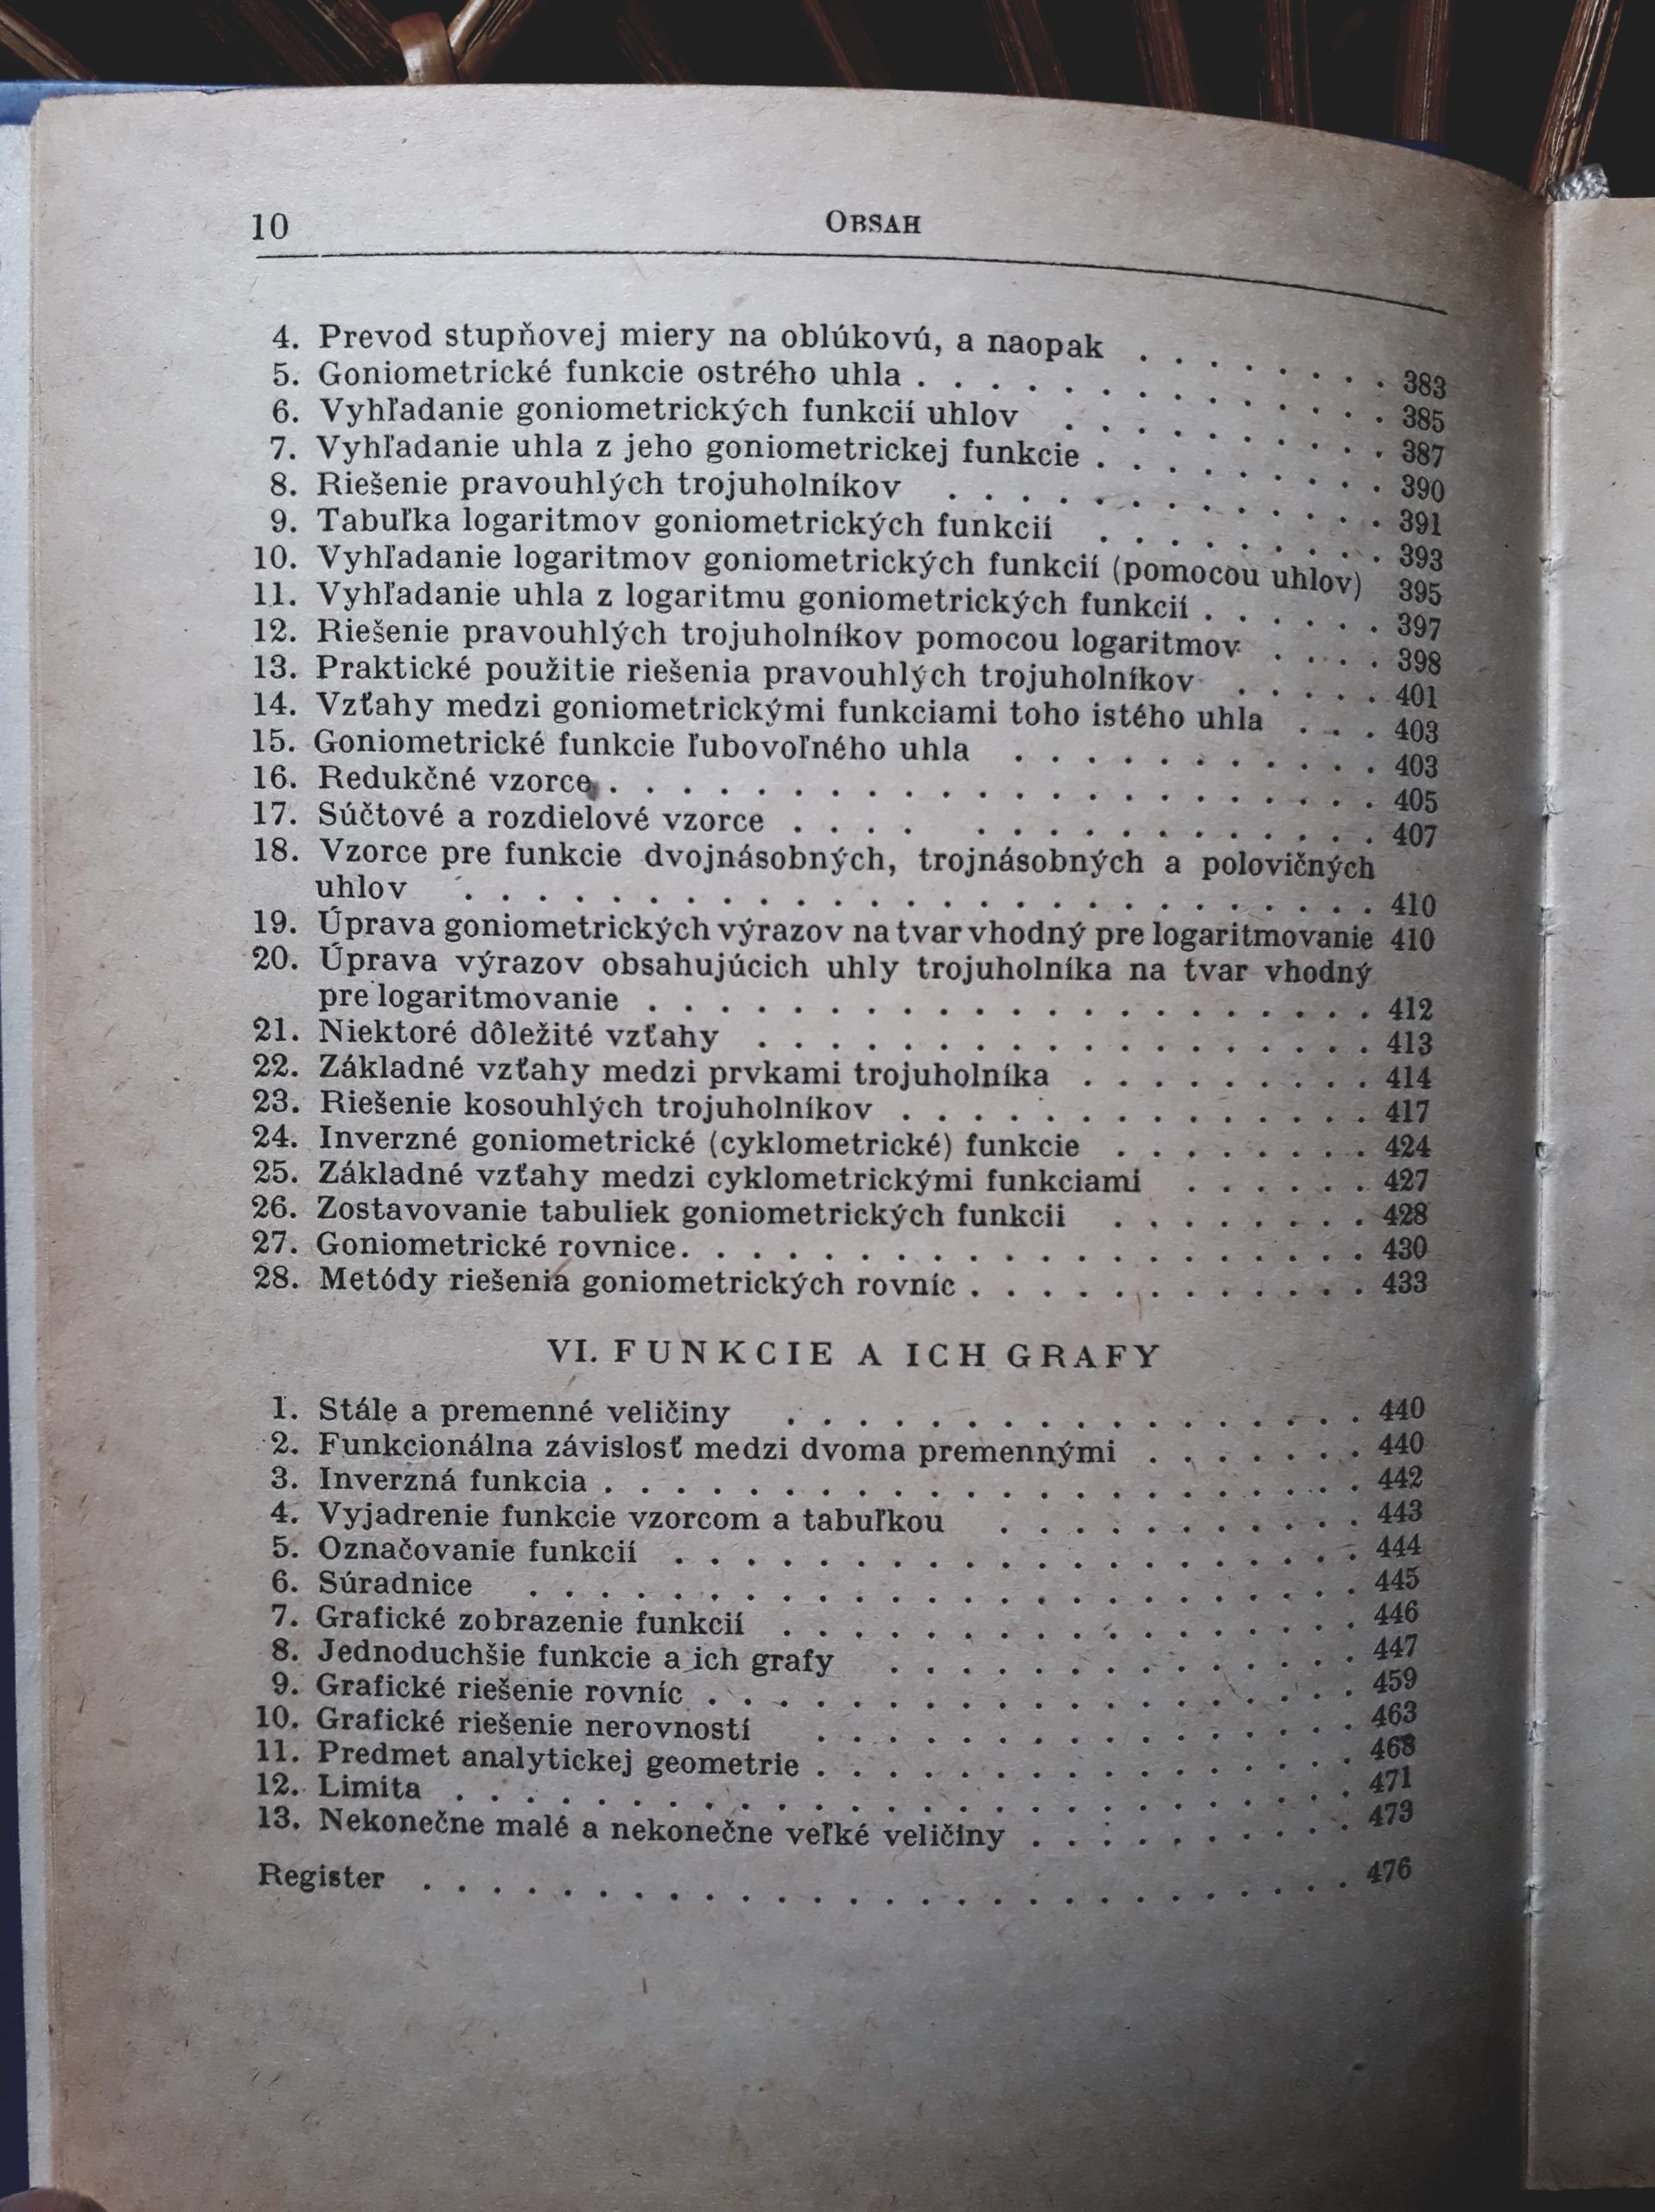 10 OBSAH
4. Prevod stupňovej miery na oblúkovú, a naopak . . . . . . . 383
5. Goniometrické funkcie ostrého uhla . . . . . . . . . . . . . 385
6. Vyhľadanie goniometrických funkcií uhlov . . . . . . . . . 387
7. Vyhľadanie uhla z jeho goniometrickej funkcie . . . . . . . . 390
8. Riešenie pravouhlých trojuholníkov . . . . . . . . . . . . 391
9. Tabuľka logaritmov goniometrických funkcií . . . . . . . . 393
10. Vyhľadanie logaritmov goniometrických funkcií (pomocou uhlov) 395
11. Vyhľadanie uhla z logaritmu goniometrických funkcií . . . . . 397
12. Riešenie pravouhlých trojuholníkov pomocou logaritmov . . . . 398
13. Praktické použitie riešenia pravouhlých trojuholníkov . . . . . 401
14. Vzťahy medzi goniometrickými funkciami toho istého uhla . . . 403
15. Goniometrické funkcie ľubovoľného uhla . . . . . . . . . . . 403
16. Redukčné vzorce . . . . . . . . . . . . . . . . . . . . . . 405
17. Súčtové a rozdielové vzorce . . . . . . . . . . . . . . . . 407
18. Vzorce pre funkcie dvojnásobných, trojnásobných a polovičných
uhlov . . . . . . . . . . . . . . . . . . . . . . . . . . 410
19. Úprava goniometrických výrazov na tvar vhodný pre logaritmovanie 410
20. Úprava výrazov obsahujúcich uhly trojuholníka na tvar vhodný
pre logaritmovanie . . . . . . . . . . . . . . . . . . . . 412
21. Niektoré dôležité vzťahy . . . . . . . . . . . . . . . . . 413
22. Základné vzťahy medzi prvkami trojuholníka . . . . . . . . 414
23. Riešenie kosouhlých trojuholníkov . . . . . . . . . . . . . 417
24. Inverzné goniometrické (cyklometrické) funkcie . . . . . . . 424
25. Základné vzťahy medzi cyklometrickými funkciami . . . . . . 427
26. Zostavovanie tabuliek goniometrických funkcii . . . . . . . 428
27. Goniometrické rovnice . . . . . . . . . . . . . . . . . . . 430
28. Metódy riešenia goniometrických rovníc . . . . . . . . . . . 433
VI. FUNKCIE A ICH GRAFY
1. Stále a premenné veličiny . . . . . . . . . . . . . . . . 440
2. Funkcionálna závislosť medzi dvoma premennými . . . . . . 440
3. Inverzná funkcia . . . . . . . . . . . . . . . . . . . . . 442
4. Vyjadrenie funkcie vzorcom a tabuľkou . . . . . . . . . . 443
5. Označovanie funkcií . . . . . . . . . . . . . . . . . . . 444
6. Súradnice . . . . . . . . . . . . . . . . . . . . . . . 445
7. Grafické zobrazenie funkcií . . . . . . . . . . . . . . . . 446
8. Jednoduchšie funkcie a ich grafy . . . . . . . . . . . . . 447
9. Grafické riešenie rovníc . . . . . . . . . . . . . . . . . . 459
10. Grafické riešenie nerovností . . . . . . . . . . . . . . . 463
11. Predmet analytickej geometrie . . . . . . . . . . . . . . . 468
12. Limita . . . . . . . . . . . . . . . . . . . . . . . . . 471
13. Nekonečne malé a nekonečne veľké veličiny . . . . . . . . . 473
Register . . . . . . . . . . . . . . . . . . . . . . . . . . 476